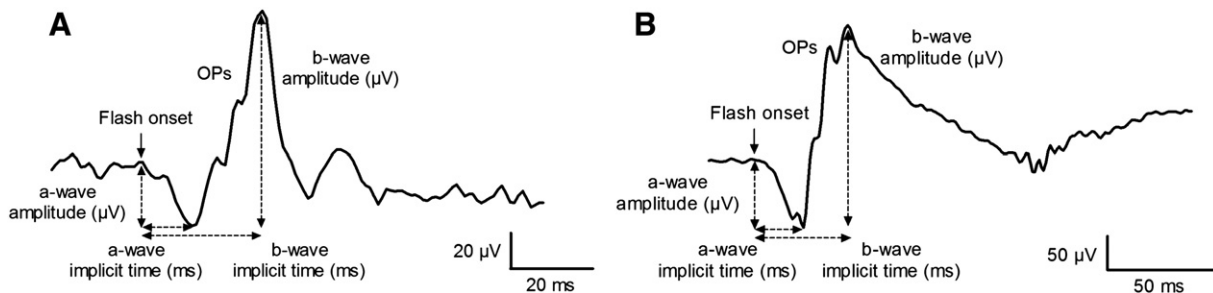 A
OPs
b-wave
amplitude (µV)
Flash onset
a-wave
amplitude (µV)
a-wave
implicit time (ms)
b-wave
implicit time (ms)
20 µV
20 ms
B
OPs
b-wave
amplitude (µV)
Flash onset
a-wave
amplitude (µV)
a-wave
implicit time (ms)
b-wave
implicit time (ms)
50 µV
50 ms